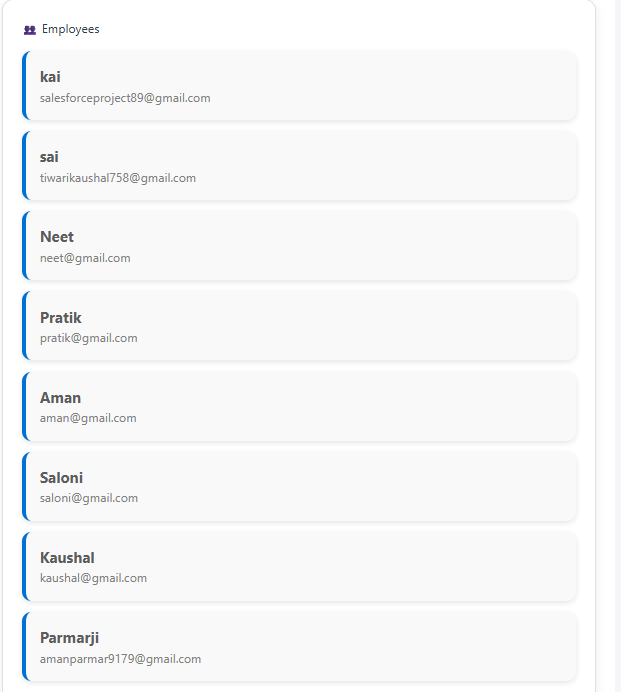 Employees
kai
salesforceproject89@gmail.com
sai
tiwarikaushal758@gmail.com
Neet
neet@gmail.com
Pratik
pratik@gmail.com
Aman
aman@gmail.com
Saloni
saloni@gmail.com
Kaushal
kaushal@gmail.com
Parmarji
amanparmar9179@gmail.com